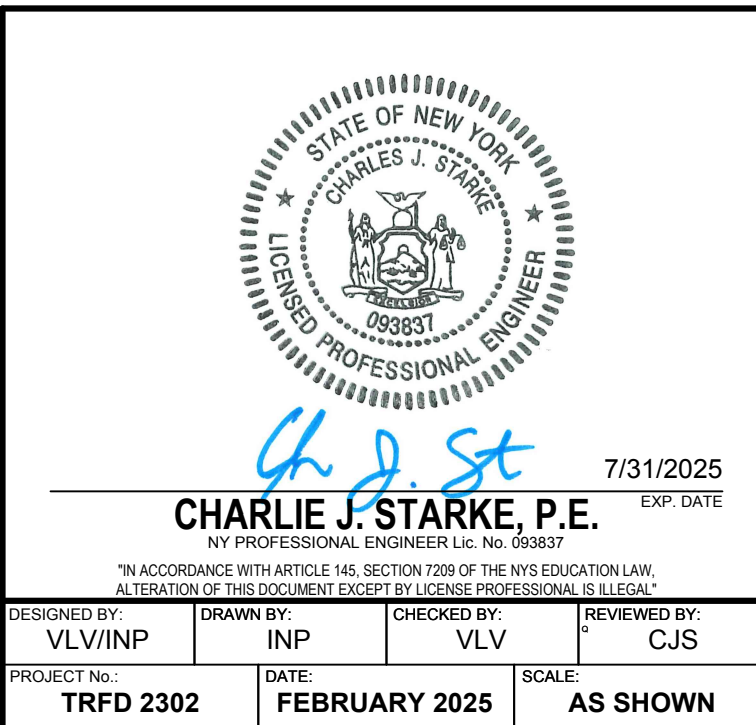 STATE OF NEW YORK
CHARLES J. STARKE
EXCELSIOR
093837
LICENSED PROFESSIONAL ENGINEER
Ch J. St
7/31/2025
EXP. DATE
CHARLIE J. STARKE, P.E.
NY PROFESSIONAL ENGINEER Lic. No. 093837
"IN ACCORDANCE WITH ARTICLE 145, SECTION 7209 OF THE NYS EDUCATION LAW,
ALTERATION OF THIS DOCUMENT EXCEPT BY LICENSE PROFESSIONAL IS ILLEGAL"
DESIGNED BY: DRAWN BY: CHECKED BY: REVIEWED BY:
VLV/INP INP VLV Q CJS
PROJECT No.: DATE: SCALE:
TRFD 2302 FEBRUARY 2025 AS SHOWN